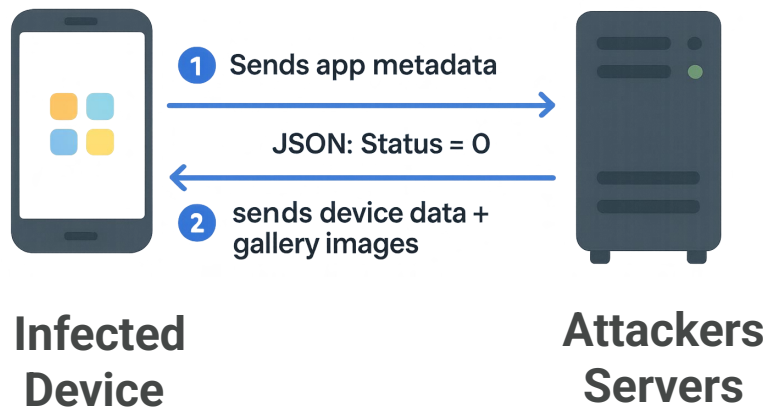 1 Sends app metadata
JSON: Status = 0
2 sends device data +
gallery images
Infected
Device
Attackers
Servers